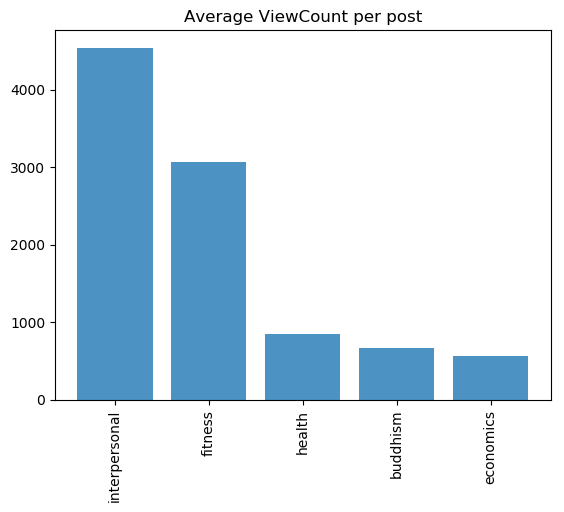 Average ViewCount per post
4000
3000
2000
1000
0
interpersonal
fitness
health
buddhism
economics